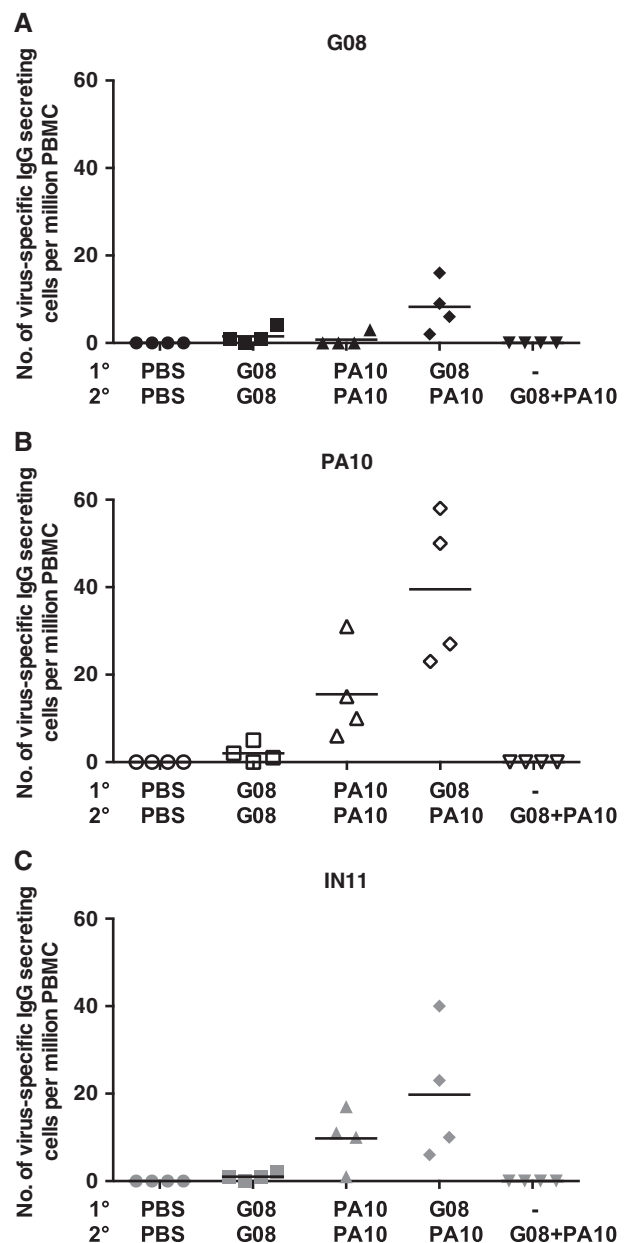 A
G08
No. of virus-specific IgG secreting
cells per million PBMC
60
40
20
0
1° PBS G08 PA10 G08 -
2° PBS G08 PA10 PA10 G08+PA10
B
PA10
No. of virus-specific IgG secreting
cells per million PBMC
60
40
20
0
1° PBS G08 PA10 G08 -
2° PBS G08 PA10 PA10 G08+PA10
C
IN11
No. of virus-specific IgG secreting
cells per million PBMC
60
40
20
0
1° PBS G08 PA10 G08 -
2° PBS G08 PA10 PA10 G08+PA10